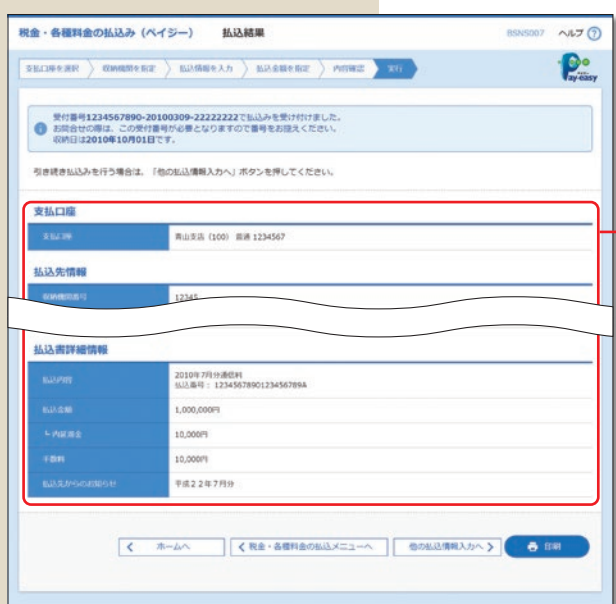 税金・各種料金の払込み（ペイジー） 払込結果
BSNS007 ヘルプ ?
支払口座を選択 収納機関を指定 払込情報を入力 払込金額を指定 内容確認 実行
Pay-easy
受付番号1234567890-20100309-22222222で払込みを受け付けました。
お問合せの際は、この受付番号が必要となりますので番号をお控えください。
収納日は2010年10月01日です。
引き続き払込みを行う場合は、「他の払込情報入力へ」ボタンを押してください。
支払口座
支払口座 青山支店（100） 普通 1234567
払込先情報
収納機関番号 12345
払込書詳細情報
払込内容 2010年7月分通信料
払込番号： 1234567890123456789A
払込金額 1,000,000円
└ 内延滞金 10,000円
手数料 10,000円
払込先からのお知らせ 平成２２年７月分
ホームへ 税金・各種料金の払込メニューへ 他の払込情報入力へ 印刷